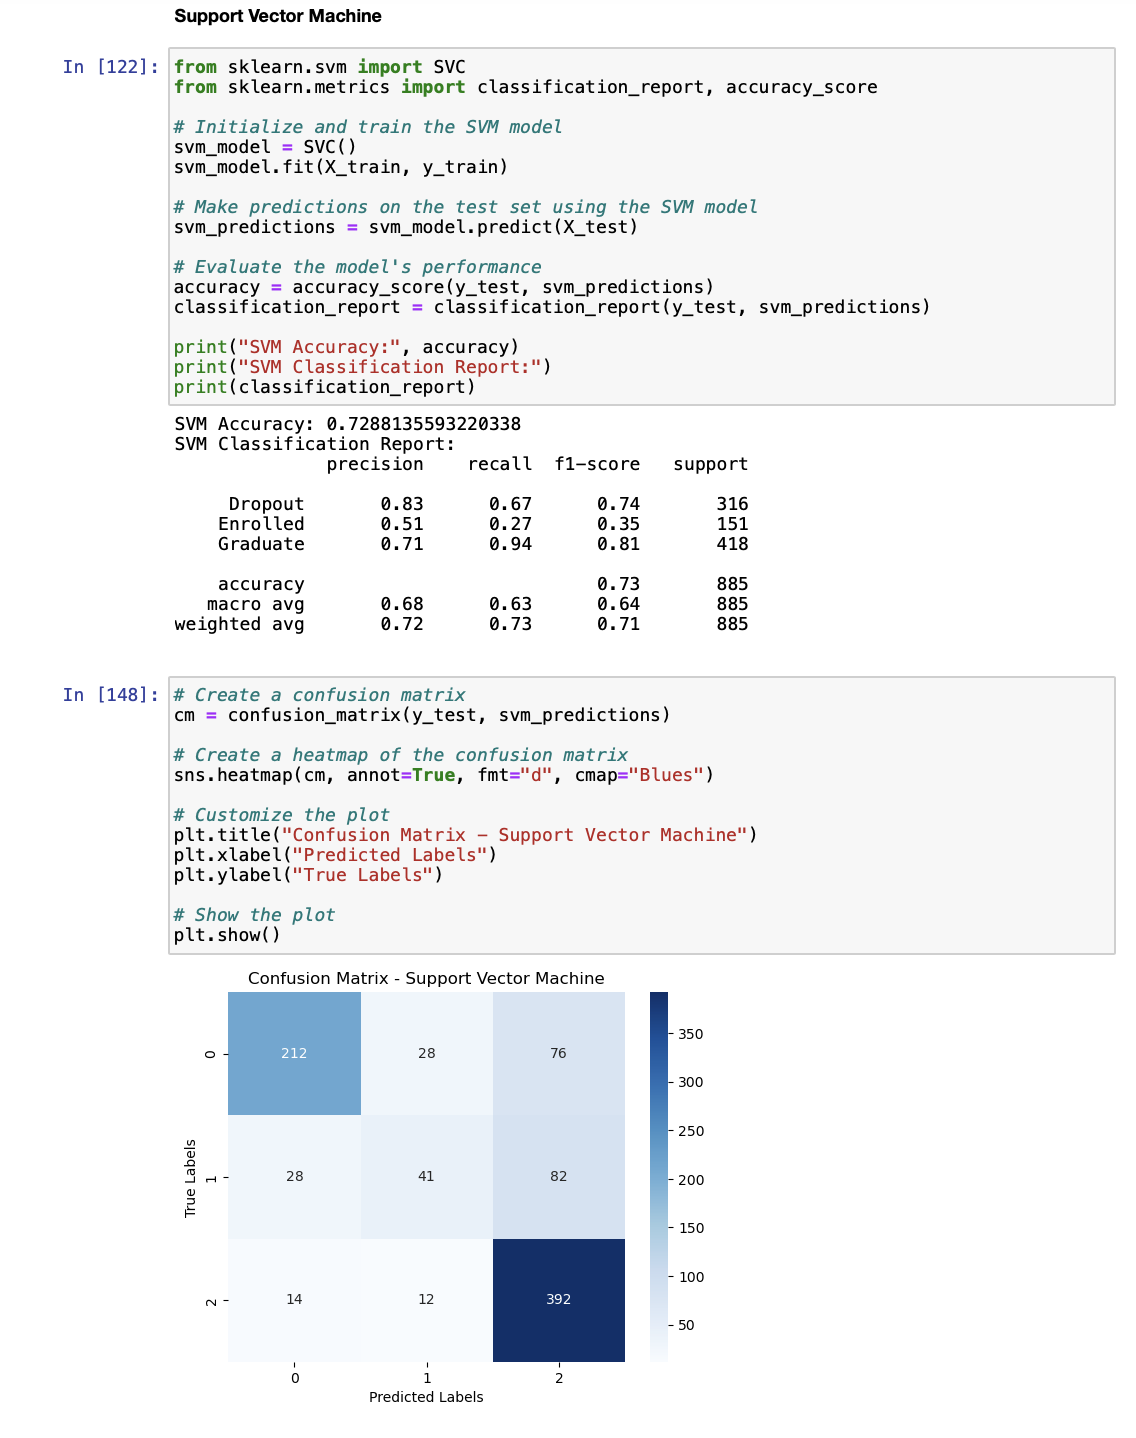 Support Vector Machine
In [122]:
from sklearn.svm import SVC
from sklearn.metrics import classification_report, accuracy_score
# Initialize and train the SVM model
svm_model = SVC()
svm_model.fit(X_train, y_train)
# Make predictions on the test set using the SVM model
svm_predictions = svm_model.predict(X_test)
# Evaluate the model's performance
accuracy = accuracy_score(y_test, svm_predictions)
classification_report = classification_report(y_test, svm_predictions)
print("SVM Accuracy:", accuracy)
print("SVM Classification Report:")
print(classification_report)
SVM Accuracy: 0.7288135593220338
SVM Classification Report:
precision recall f1-score support
Dropout 0.83 0.67 0.74 316
Enrolled 0.51 0.27 0.35 151
Graduate 0.71 0.94 0.81 418
accuracy 0.73 885
macro avg 0.68 0.63 0.64 885
weighted avg 0.72 0.73 0.71 885
In [148]:
# Create a confusion matrix
cm = confusion_matrix(y_test, svm_predictions)
# Create a heatmap of the confusion matrix
sns.heatmap(cm, annot=True, fmt="d", cmap="Blues")
# Customize the plot
plt.title("Confusion Matrix - Support Vector Machine")
plt.xlabel("Predicted Labels")
plt.ylabel("True Labels")
# Show the plot
plt.show()
Confusion Matrix - Support Vector Machine
True Labels
0 212 28 76
1 28 41 82
2 14 12 392
0 1 2
Predicted Labels
350
300
250
200
150
100
50